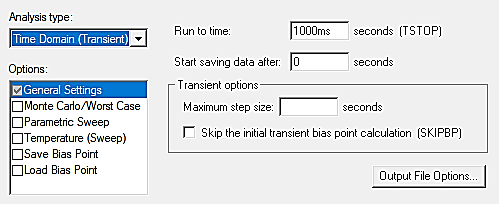 Analysis type:
Time Domain (Transient)
Run to time: 1000ms seconds (TSTOP)
Start saving data after: 0 seconds
Options:
General Settings
Monte Carlo/Worst Case
Parametric Sweep
Temperature (Sweep)
Save Bias Point
Load Bias Point
Transient options
Maximum step size: seconds
Skip the initial transient bias point calculation (SKIPBP)
Output File Options...